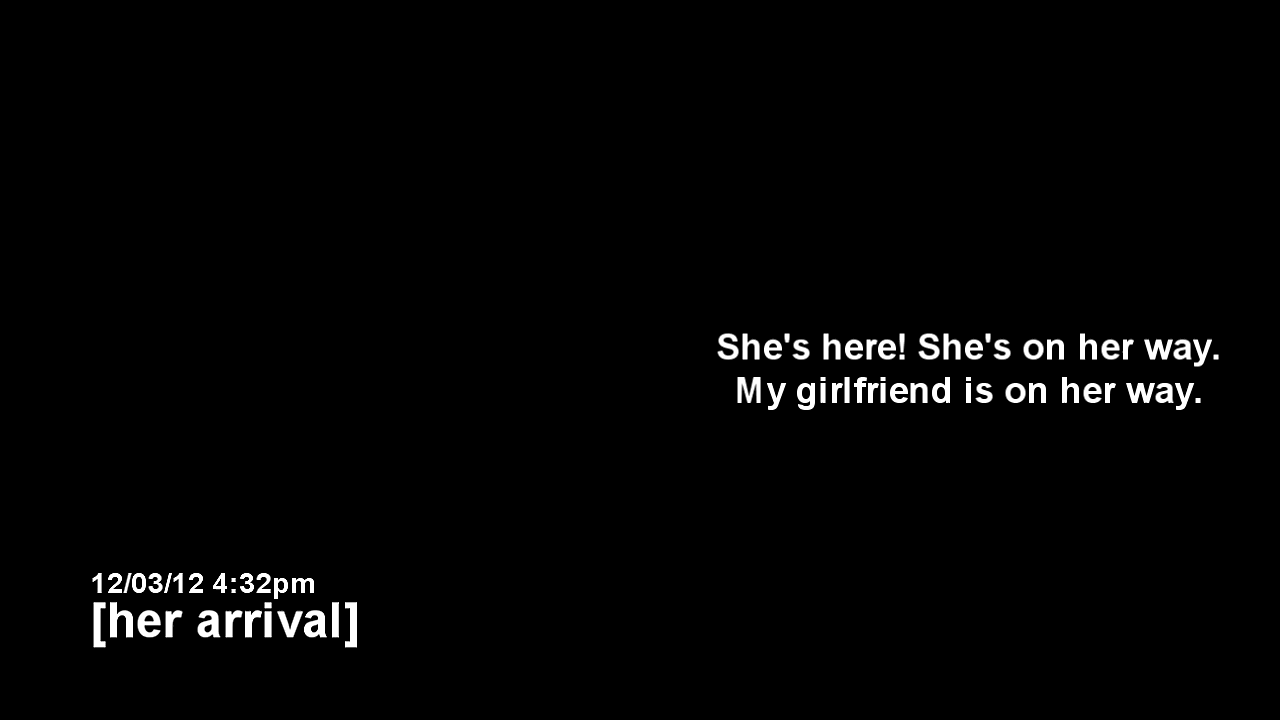 She's here! She's on her way.
My girlfriend is on her way.
12/03/12 4:32pm
[her arrival]